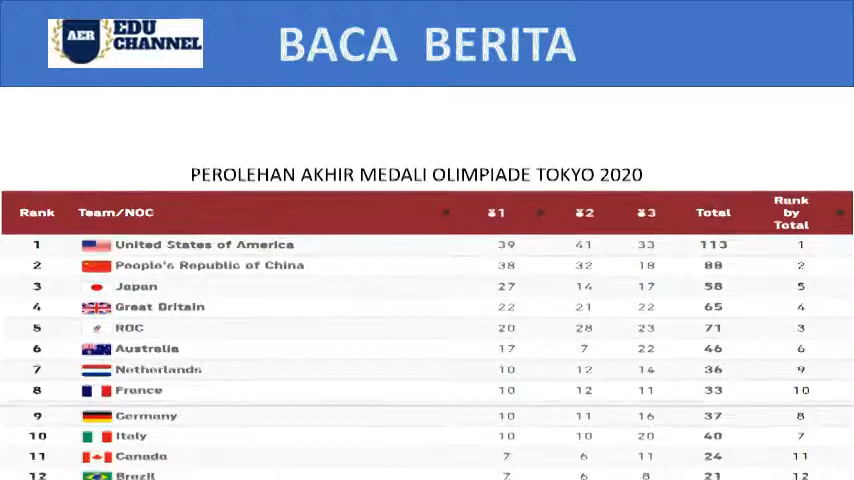 AER EDU CHANNEL
BACA BERITA
PEROLEHAN AKHIR MEDALI OLIMPIADE TOKYO 2020
Rank Team/NOC 1 2 3 Total Rank by Total
1 United States of America 39 41 33 113 1
2 People's Republic of China 38 32 18 88 2
3 Japan 27 14 17 58 5
4 Great Britain 22 21 22 65 4
5 ROC 20 28 23 71 3
6 Australia 17 7 22 46 6
7 Netherlands 10 12 14 36 9
8 France 10 12 11 33 10
9 Germany 10 11 16 37 8
10 Italy 10 10 20 40 7
11 Canada 7 6 11 24 11
12 Brazil 7 6 8 21 12